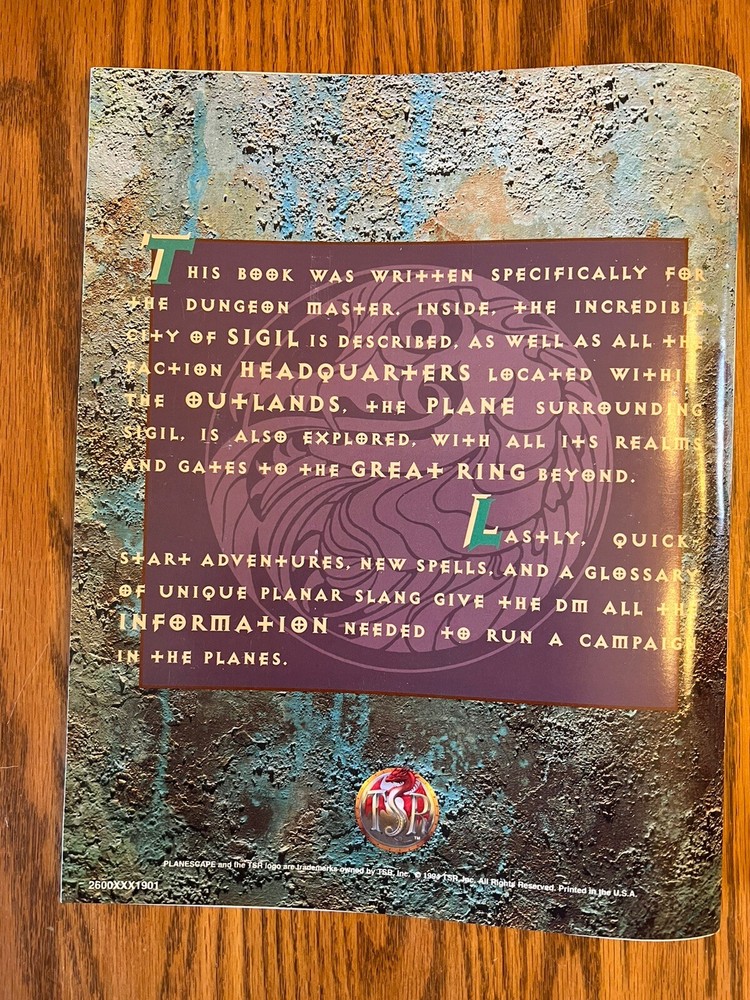 THIS BOOK WAS WRITTEN SPECIFICALLY FOR
THE DUNGEON MASTER. INSIDE, THE INCREDIBLE
CITY OF SIGIL IS DESCRIBED, AS WELL AS ALL THE
FACTION HEADQUARTERS LOCATED WITHIN.
THE OUTLANDS, THE PLANE SURROUNDING
SIGIL, IS ALSO EXPLORED, WITH ALL ITS REALMS
AND GATES TO THE GREAT RING BEYOND.
LASTLY, QUICK-
START ADVENTURES, NEW SPELLS, AND A GLOSSARY
OF UNIQUE PLANAR SLANG GIVE THE DM ALL THE
INFORMATION NEEDED TO RUN A CAMPAIGN
IN THE PLANES.
TSR™
PLANESCAPE and the TSR logo are trademarks owned by TSR, Inc. © 1994 TSR, Inc. All Rights Reserved. Printed in the U.S.A.
2600XXX1901